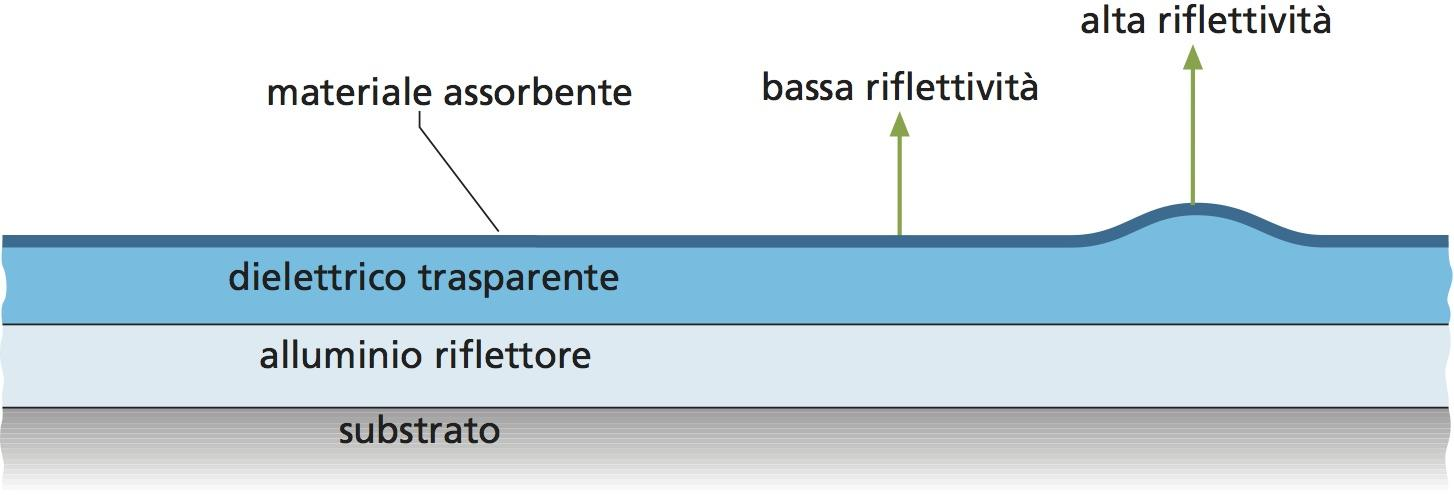 alta riflettività
materiale assorbente
bassa riflettività
dielettrico trasparente
alluminio riflettore
substrato